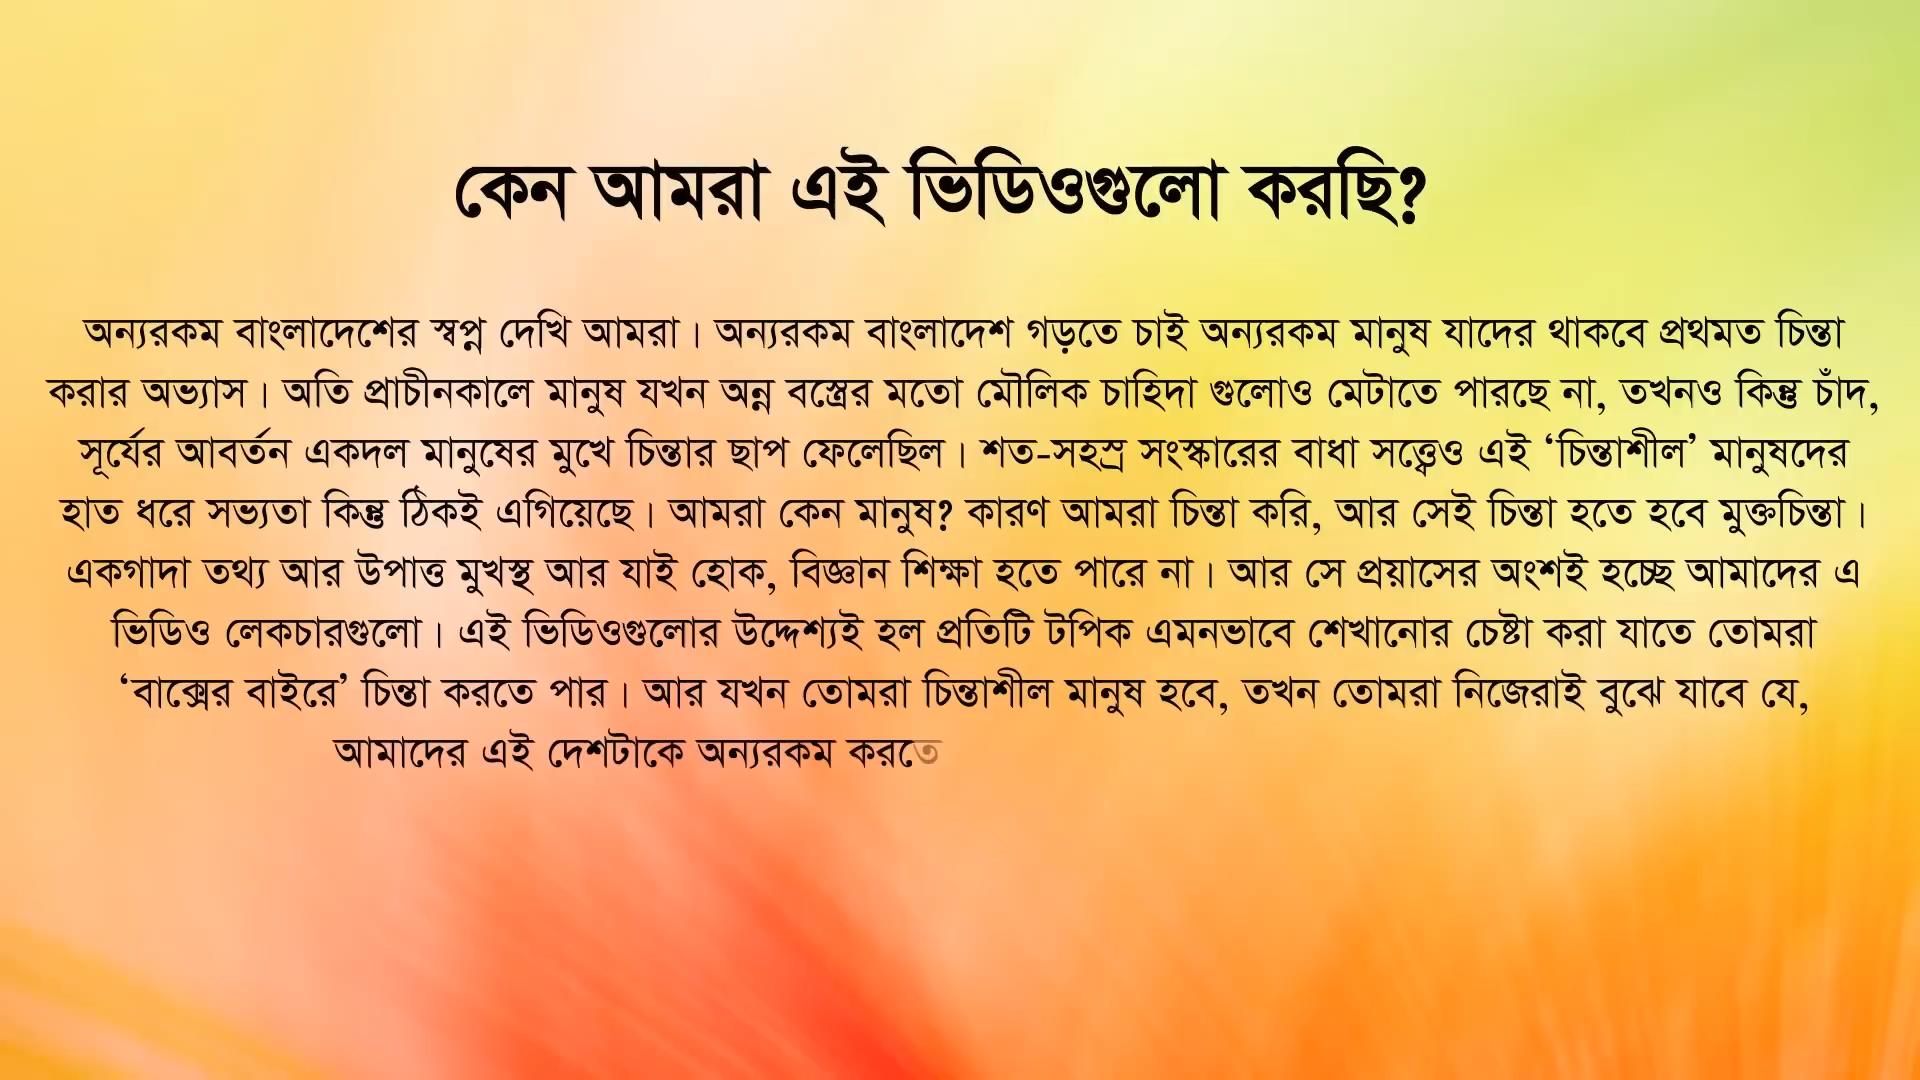 কেন আমরা এই ভিডিওগুলো করছি?
অন্যরকম বাংলাদেশের স্বপ্ন দেখি আমরা। অন্যরকম বাংলাদেশ গড়তে চাই অন্যরকম মানুষ যাদের থাকবে প্রথমত চিন্তা
করার অভ্যাস। অতি প্রাচীনকালে মানুষ যখন অন্ন বস্ত্রের মতো মৌলিক চাহিদা গুলোও মেটাতে পারছে না, তখনও কিন্তু চাঁদ,
সূর্যের আবর্তন একদল মানুষের মুখে চিন্তার ছাপ ফেলেছিল। শত-সহস্র সংস্কারের বাধা সত্ত্বেও এই ‘চিন্তাশীল’ মানুষদের
হাত ধরে সভ্যতা কিন্তু ঠিকই এগিয়েছে। আমরা কেন মানুষ? কারণ আমরা চিন্তা করি, আর সেই চিন্তা হতে হবে মুক্তচিন্তা।
একগাদা তথ্য আর উপাত্ত মুখস্থ আর যাই হোক, বিজ্ঞান শিক্ষা হতে পারে না। আর সে প্রয়াসের অংশই হচ্ছে আমাদের এ
ভিডিও লেকচারগুলো। এই ভিডিওগুলোর উদ্দেশ্যই হল প্রতিটি টপিক এমনভাবে শেখানোর চেষ্টা করা যাতে তোমরা
‘বাক্সের বাইরে’ চিন্তা করতে পার। আর যখন তোমরা চিন্তাশীল মানুষ হবে, তখন তোমরা নিজেরাই বুঝে যাবে যে,
আমাদের এই দেশটাকে অন্যরকম করতে